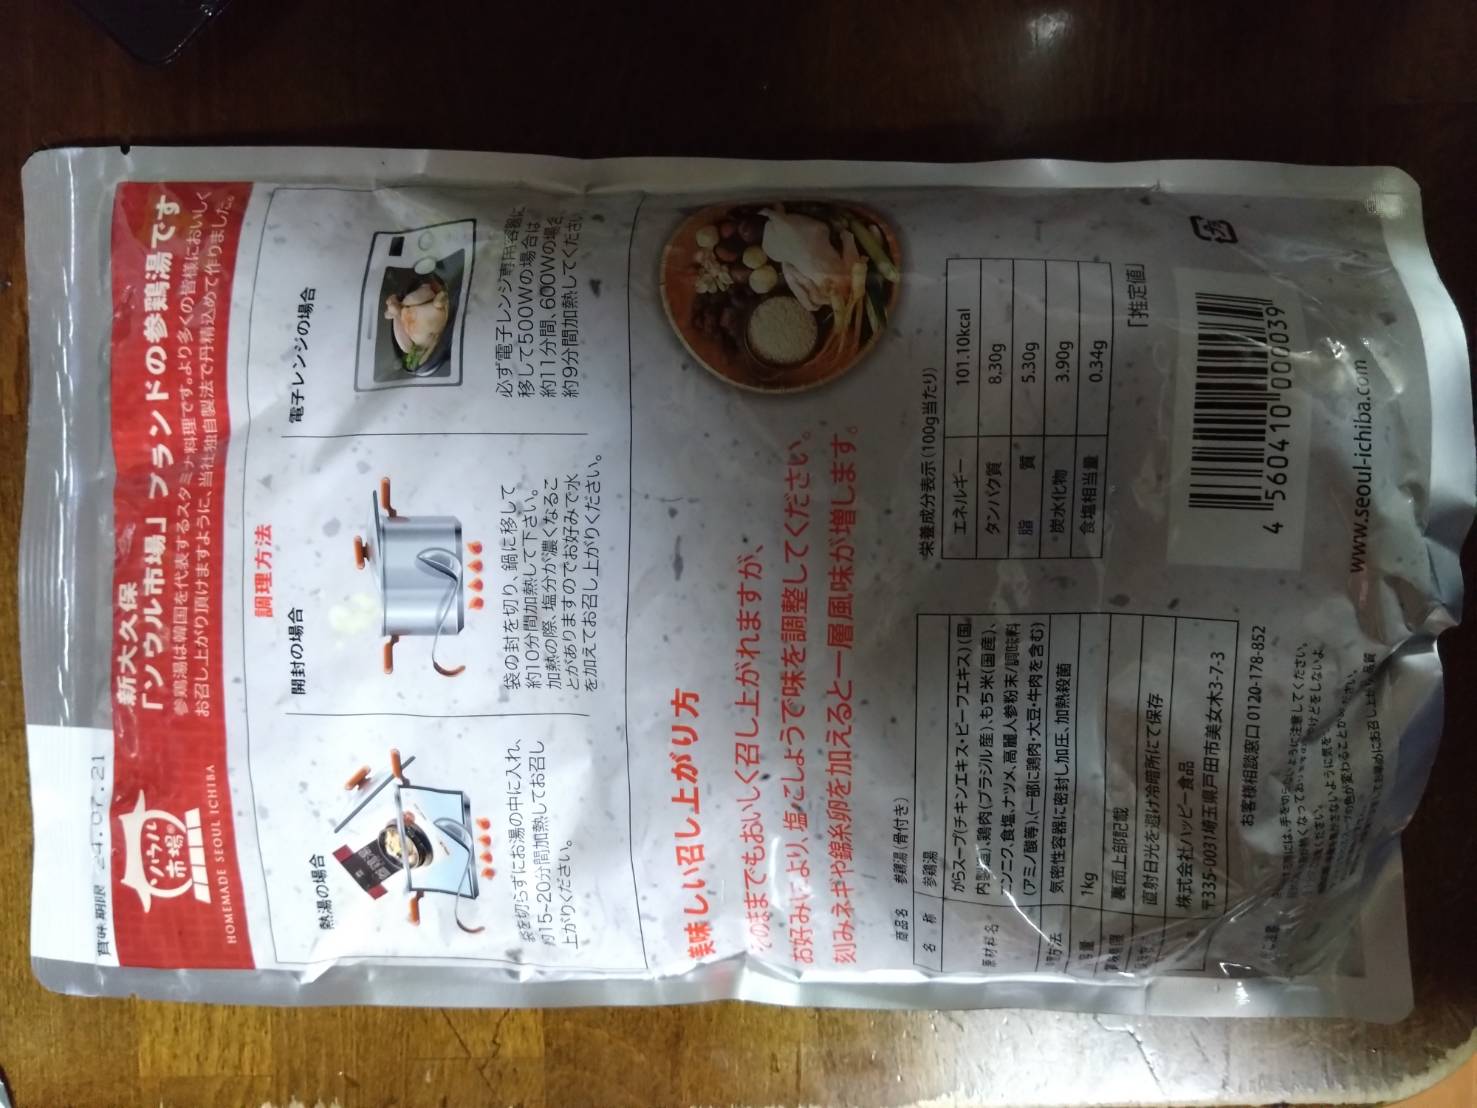 賞味期限 24.07.21
ソウル市場®
HOMEMADE SEOUL ICHIBA
新大久保
「ソウル市場」ブランドの参鶏湯です
参鶏湯は韓国を代表するスタミナ料理です。より多くの皆様においしく
お召し上がり頂けますように、当社独自製法で丹精込めて作りました。
調理方法
熱湯の場合
袋を切らずにお湯の中に入れ、
約15~20分間加熱してお召し
上がりください。
開封の場合
袋の封を切り、鍋に移して
約10分間加熱して下さい。
加熱の際、塩分が濃くなるこ
とがありますのでお好みで水
を加えてお召し上がりください。
電子レンジの場合
必ず電子レンジ専用容器に
移して500Wの場合は、
約11分間、600Wの場合、
約9分間加熱してください
美味しい召し上がり方
そのままでもおいしく召し上がれますが、
お好みにより、塩・こしょうで味を調整してください。
刻みネギや錦糸卵を加えると一層風味が増します。
商品名 参鶏湯(骨付き)
名 称 参鶏湯
原材料名 がらスープ(チキンエキス・ビーフエキス)(国
内製造)、鶏肉(ブラジル産)、もち米(国産)、
ニンニク、食塩、ナツメ、高麗人参粉末/調味料
(アミノ酸等)、(一部に鶏肉・大豆・牛肉を含む)
気密性容器に密封し加圧、加熱殺菌
1kg
裏面上部記載
直射日光を避け冷暗所にて保存
株式会社ハッピー食品
〒335-0031埼玉県戸田市美女木3-7-3
お客様相談窓口 0120-178-852
栄養成分表示(100g当たり)
エネルギー 101.10kcal
タンパク質 8.30g
脂 質 5.30g
炭水化物 3.90g
食塩相当量 0.34g
「推定値」
4 560410 000039
www.seoul-ichiba.com